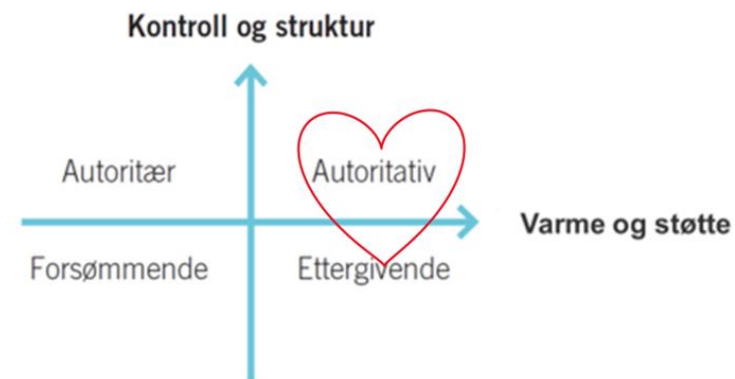 Kontroll og struktur
Autoritær
Autoritativ
Varme og støtte
Forsømmende
Ettergivende